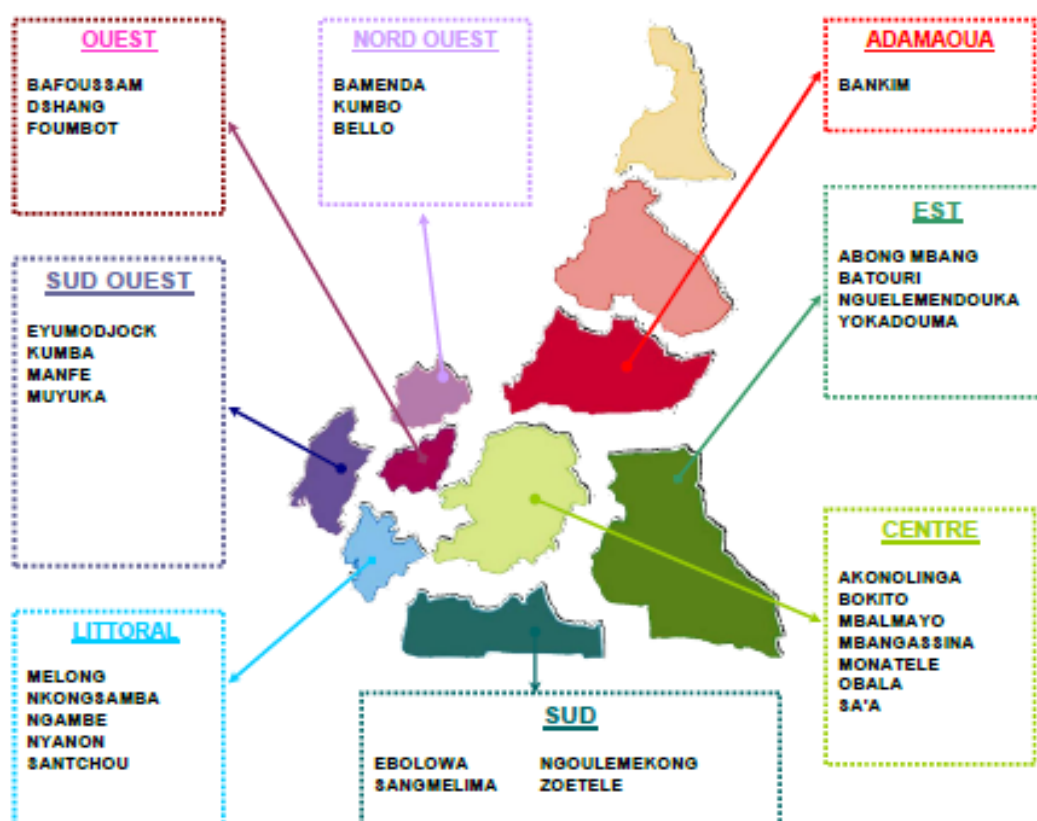 OUEST
BAFOUSSAM
DSHANG
FOUMBOT
NORD OUEST
BAMENDA
KUMBO
BELLO
ADAMAOUA
BANKIM
EST
ABONG MBANG
BATOURI
NGUELEMENDOUKA
YOKADOUMA
SUD OUEST
EYUMODJOCK
KUMBA
MANFE
MUYUKA
CENTRE
AKONOLINGA
BOKITO
MBALMAYO
MBANGASSINA
MONATELE
OBALA
SA'A
LITTORAL
MELONG
NKONGSAMBA
NGAMBE
NYANON
SANTCHOU
SUD
EBOLOWA NGOULEMEKONG
SANGMELIMA ZOETELE